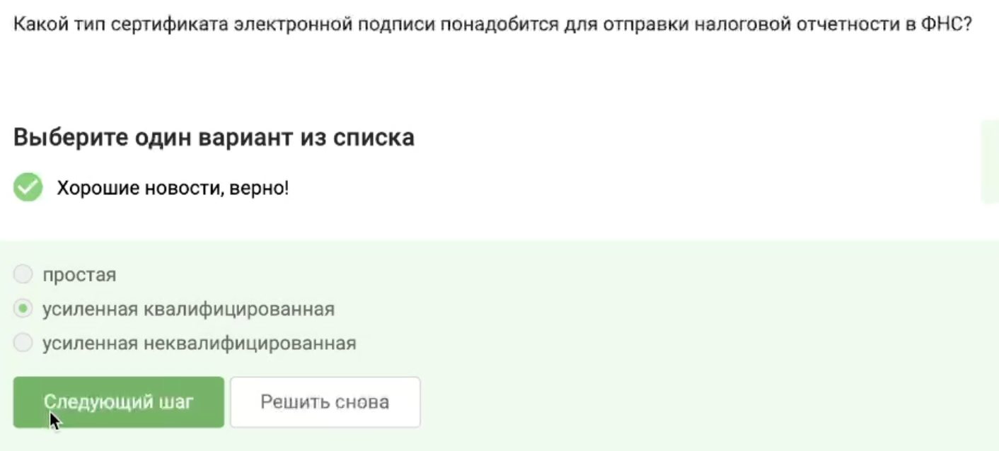 Какой тип сертификата электронной подписи понадобится для отправки налоговой отчетности в ФНС?
Выберите один вариант из списка
Хорошие новости, верно!
простая
усиленная квалифицированная
усиленная неквалифицированная
Следующий шаг
Решить снова